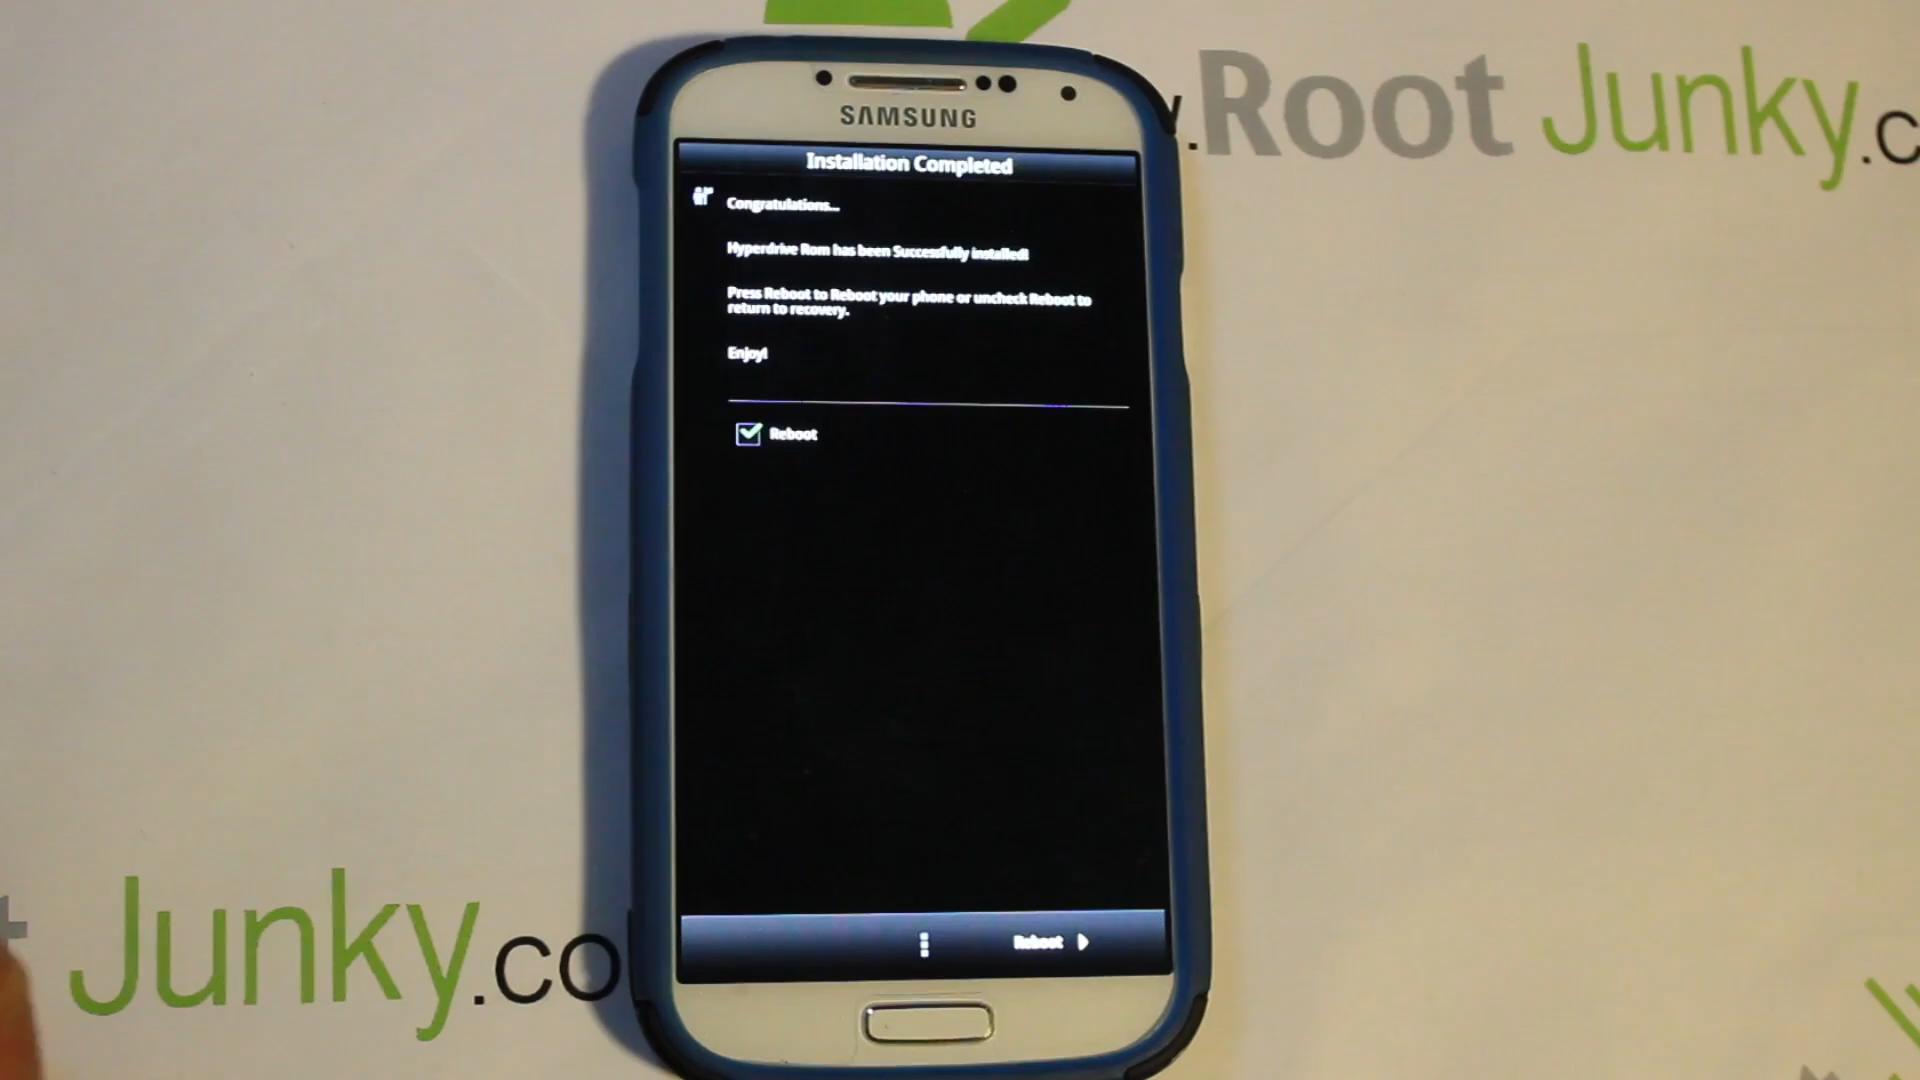 .Root Junky.c
SAMSUNG
Installation Completed
Congratulations...
Hyperdrive Rom has been Successfully installed!
Press Reboot to Reboot your phone or uncheck Reboot to
return to recovery.
Enjoy!
Reboot
Reboot
Junky.co